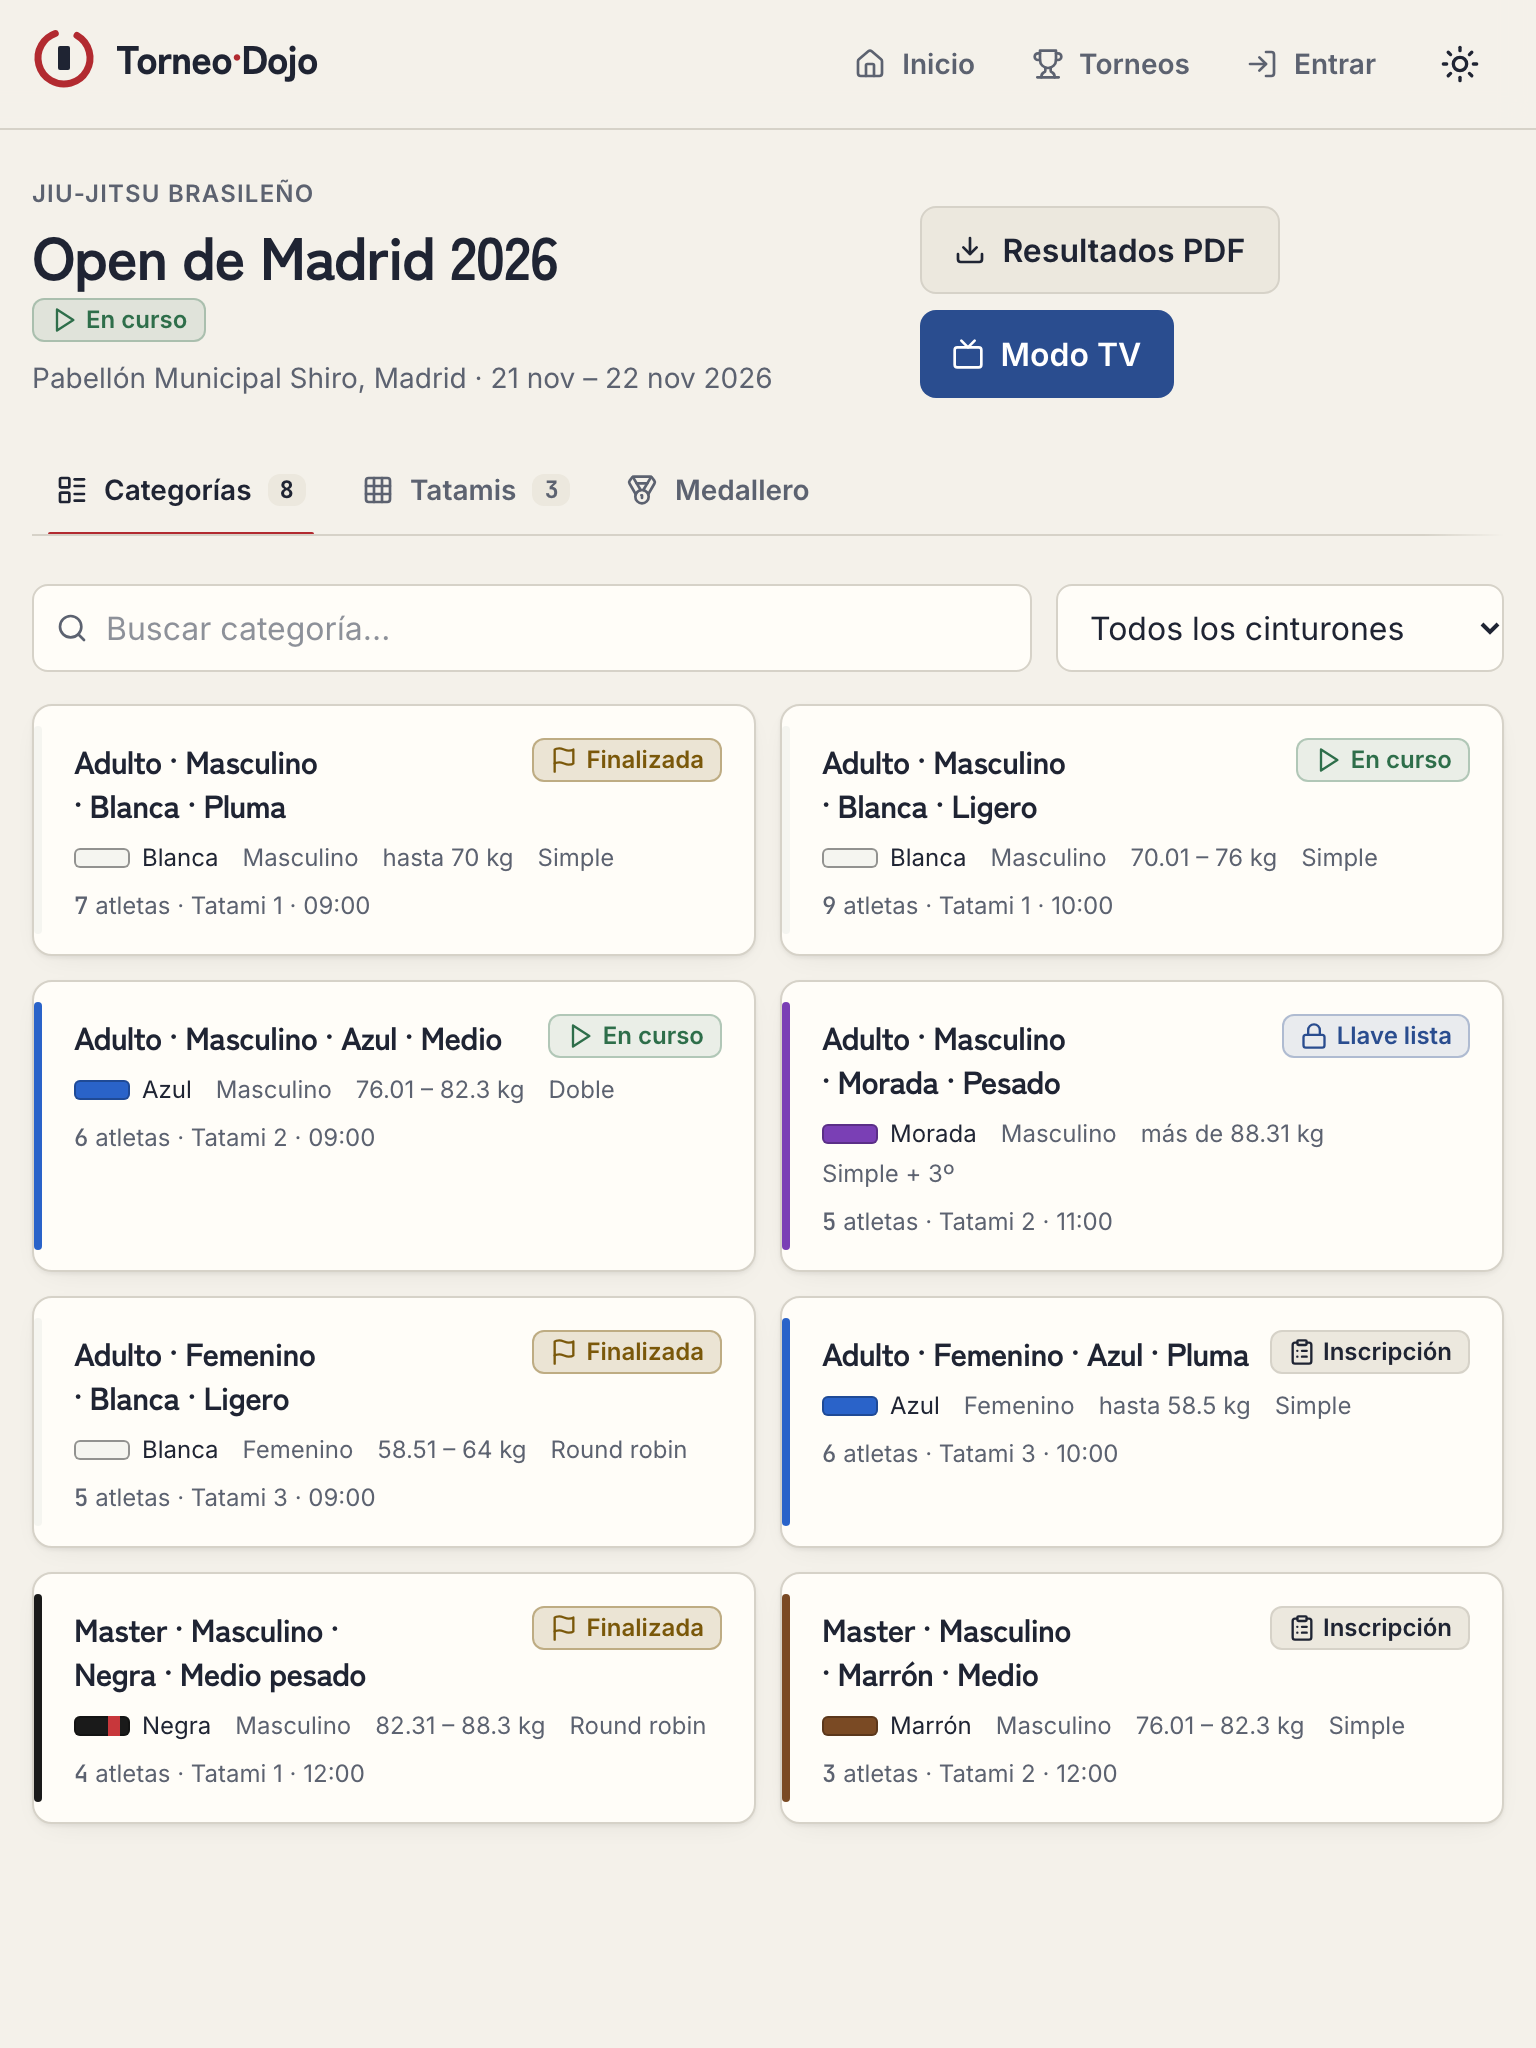 Torneo·Dojo
Inicio
Torneos
Entrar
JIU-JITSU BRASILEÑO
Open de Madrid 2026
En curso
Pabellón Municipal Shiro, Madrid · 21 nov – 22 nov 2026
Resultados PDF
Modo TV
Categorías 8
Tatamis 3
Medallero
Buscar categoría...
Todos los cinturones
Adulto · Masculino
· Blanca · Pluma
Finalizada
Blanca Masculino hasta 70 kg Simple
7 atletas · Tatami 1 · 09:00
Adulto · Masculino
· Blanca · Ligero
En curso
Blanca Masculino 70.01 – 76 kg Simple
9 atletas · Tatami 1 · 10:00
Adulto · Masculino · Azul · Medio
En curso
Azul Masculino 76.01 – 82.3 kg Doble
6 atletas · Tatami 2 · 09:00
Adulto · Masculino
· Morada · Pesado
Llave lista
Morada Masculino más de 88.31 kg
Simple + 3º
5 atletas · Tatami 2 · 11:00
Adulto · Femenino
· Blanca · Ligero
Finalizada
Blanca Femenino 58.51 – 64 kg Round robin
5 atletas · Tatami 3 · 09:00
Adulto · Femenino · Azul · Pluma
Inscripción
Azul Femenino hasta 58.5 kg Simple
6 atletas · Tatami 3 · 10:00
Master · Masculino ·
Negra · Medio pesado
Finalizada
Negra Masculino 82.31 – 88.3 kg Round robin
4 atletas · Tatami 1 · 12:00
Master · Masculino
· Marrón · Medio
Inscripción
Marrón Masculino 76.01 – 82.3 kg Simple
3 atletas · Tatami 2 · 12:00